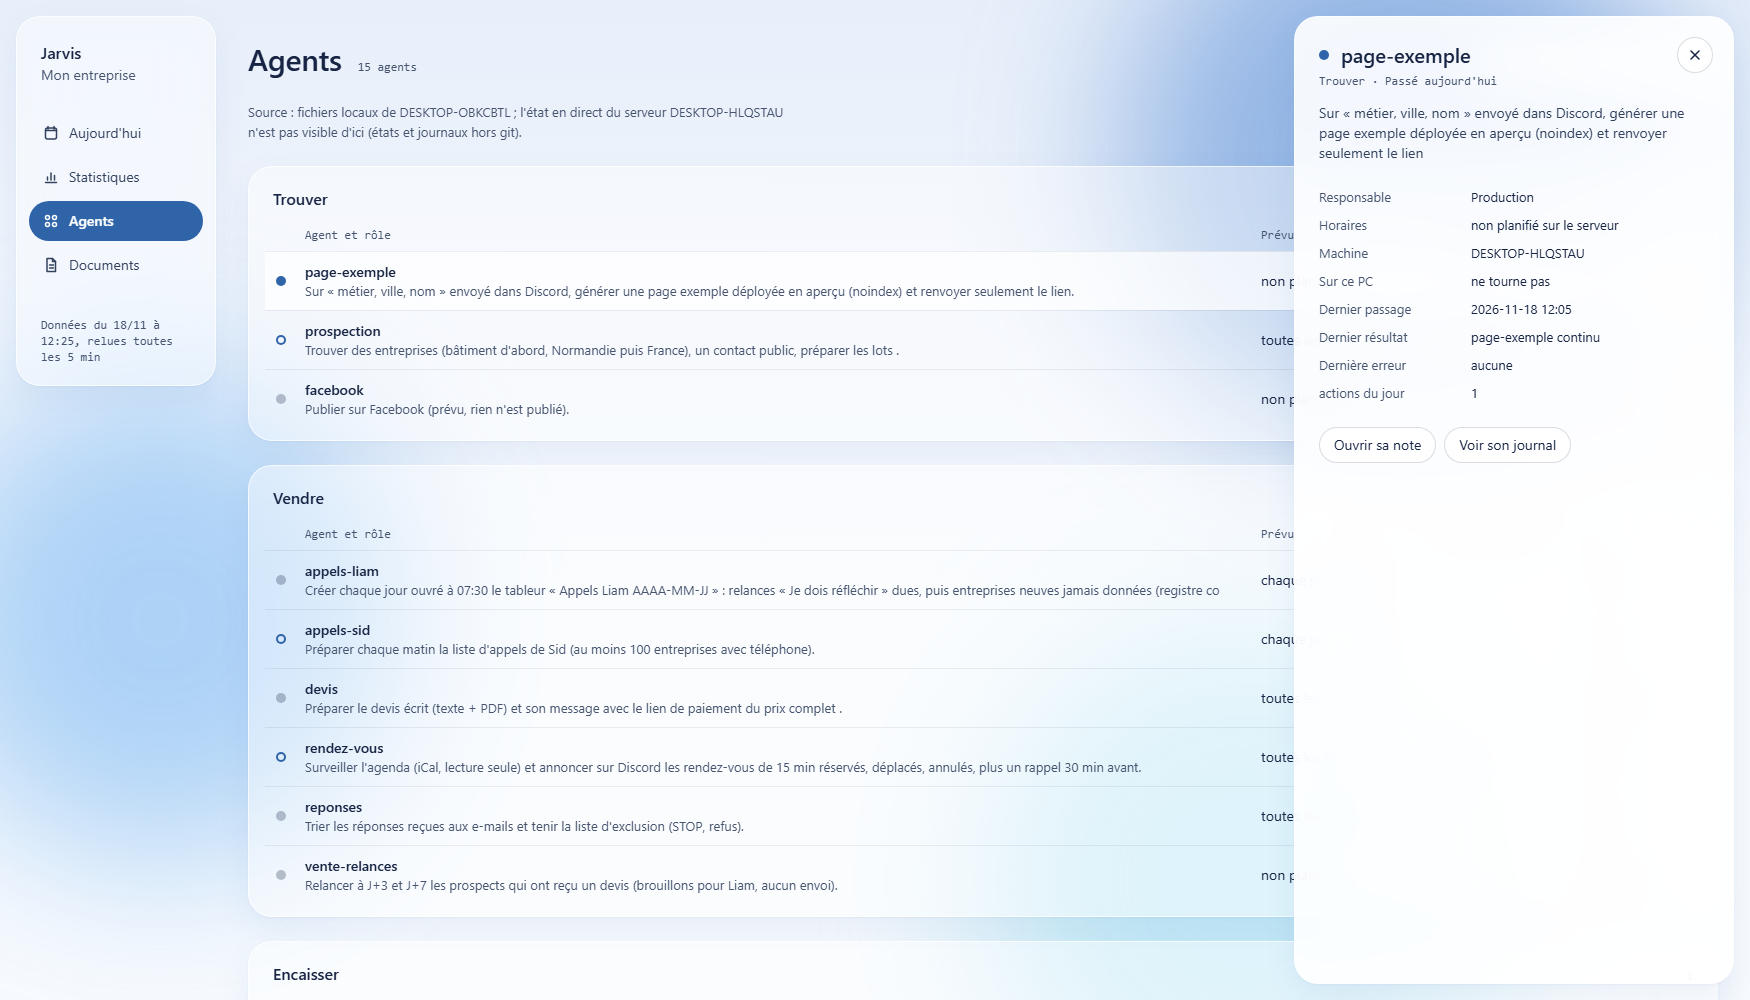 Jarvis
Mon entreprise
Aujourd'hui
Statistiques
Agents
Documents
Données du 18/11 à
12:25, relues toutes
les 5 min
Agents
15 agents
Source : fichiers locaux de DESKTOP-OBKCBTL ; l'état en direct du serveur DESKTOP-HLQSTAU
n'est pas visible d'ici (états et journaux hors git).
Trouver
Agent et rôle
Prévu
page-exemple
Sur « métier, ville, nom » envoyé dans Discord, générer une page exemple déployée en aperçu (noindex) et renvoyer seulement le lien.
non p
prospection
Trouver des entreprises (bâtiment d'abord, Normandie puis France), un contact public, préparer les lots .
toute
facebook
Publier sur Facebook (prévu, rien n'est publié).
non p
Vendre
Agent et rôle
Prévu
appels-liam
Créer chaque jour ouvré à 07:30 le tableur « Appels Liam AAAA-MM-JJ » : relances « Je dois réfléchir » dues, puis entreprises neuves jamais données (registre co
chaqu
appels-sid
Préparer chaque matin la liste d'appels de Sid (au moins 100 entreprises avec téléphone).
chaqu
devis
Préparer le devis écrit (texte + PDF) et son message avec le lien de paiement du prix complet .
toute
rendez-vous
Surveiller l'agenda (iCal, lecture seule) et annoncer sur Discord les rendez-vous de 15 min réservés, déplacés, annulés, plus un rappel 30 min avant.
toute
reponses
Trier les réponses reçues aux e-mails et tenir la liste d'exclusion (STOP, refus).
toute
vente-relances
Relancer à J+3 et J+7 les prospects qui ont reçu un devis (brouillons pour Liam, aucun envoi).
non p
Encaisser
page-exemple
Trouver · Passé aujourd'hui
Sur « métier, ville, nom » envoyé dans Discord, générer une
page exemple déployée en aperçu (noindex) et renvoyer
seulement le lien
Responsable Production
Horaires non planifié sur le serveur
Machine DESKTOP-HLQSTAU
Sur ce PC ne tourne pas
Dernier passage 2026-11-18 12:05
Dernier résultat page-exemple continu
Dernière erreur aucune
actions du jour 1
Ouvrir sa note
Voir son journal